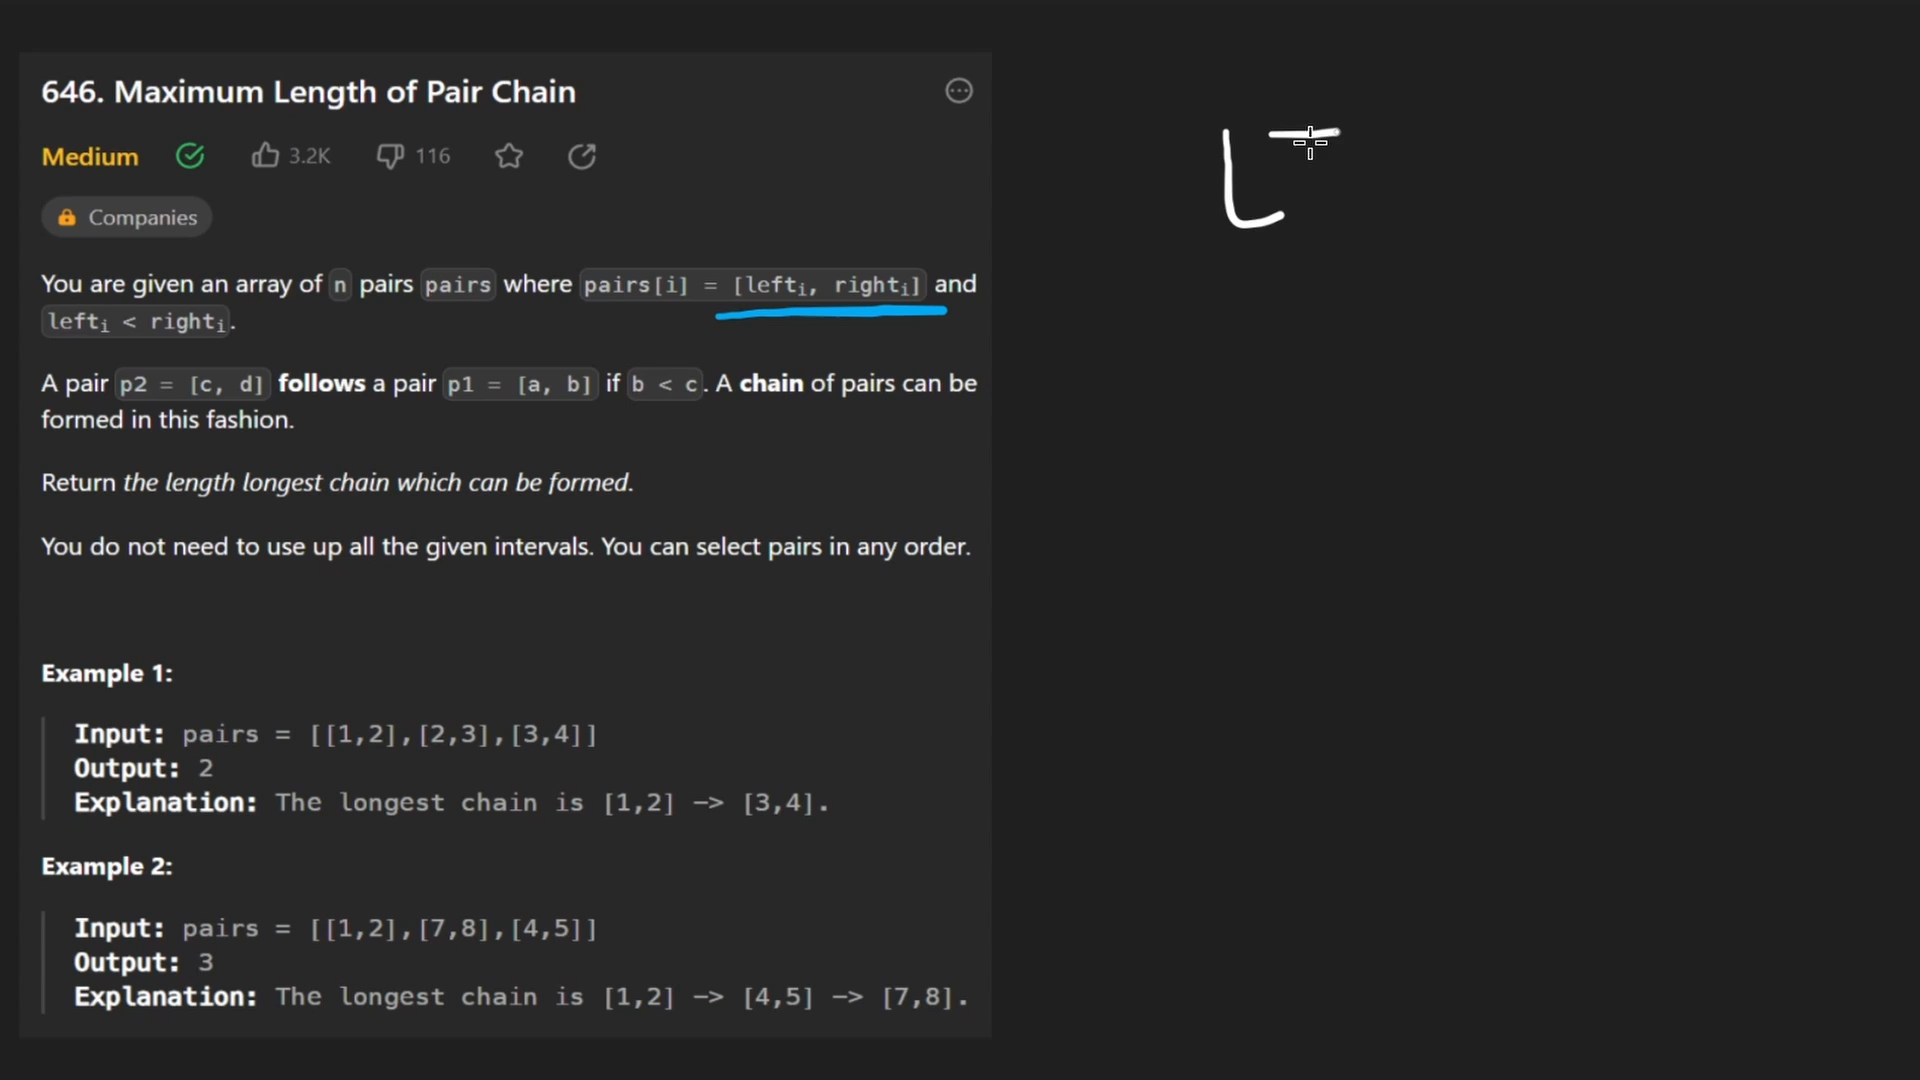 646. Maximum Length of Pair Chain
Medium 3.2K 116
Companies
You are given an array of n pairs pairs where pairs[i] = [leftᵢ, rightᵢ] and
leftᵢ < rightᵢ.
A pair p2 = [c, d] follows a pair p1 = [a, b] if b < c. A chain of pairs can be
formed in this fashion.
Return the length longest chain which can be formed.
You do not need to use up all the given intervals. You can select pairs in any order.
Example 1:
Input: pairs = [[1,2],[2,3],[3,4]]
Output: 2
Explanation: The longest chain is [1,2] -> [3,4].
Example 2:
Input: pairs = [[1,2],[7,8],[4,5]]
Output: 3
Explanation: The longest chain is [1,2] -> [4,5] -> [7,8].